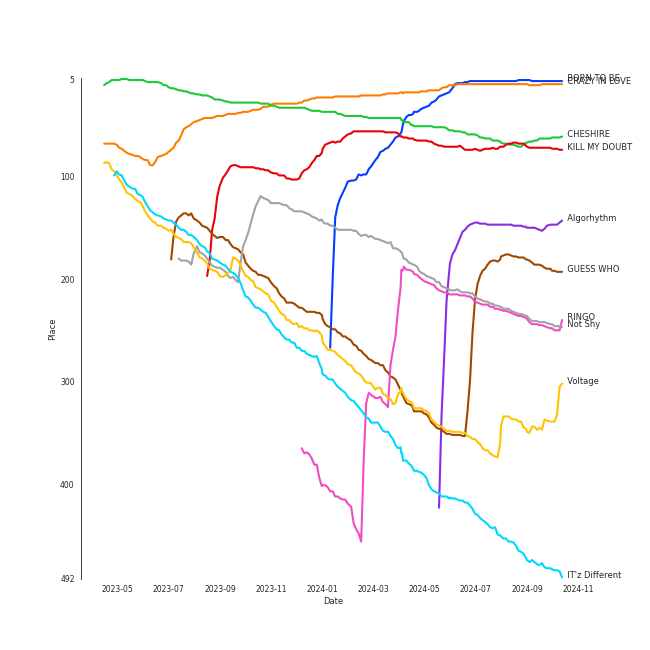 5
100
200
300
400
492
Place
BORN TO BE
CRAZY IN LOVE
CHESHIRE
KILL MY DOUBT
Algorhythm
GUESS WHO
RINGO
Not Shy
Voltage
IT'z Different
2023-05
2023-07
2023-09
2023-11
2024-01
2024-03
2024-05
2024-07
2024-09
2024-11
Date